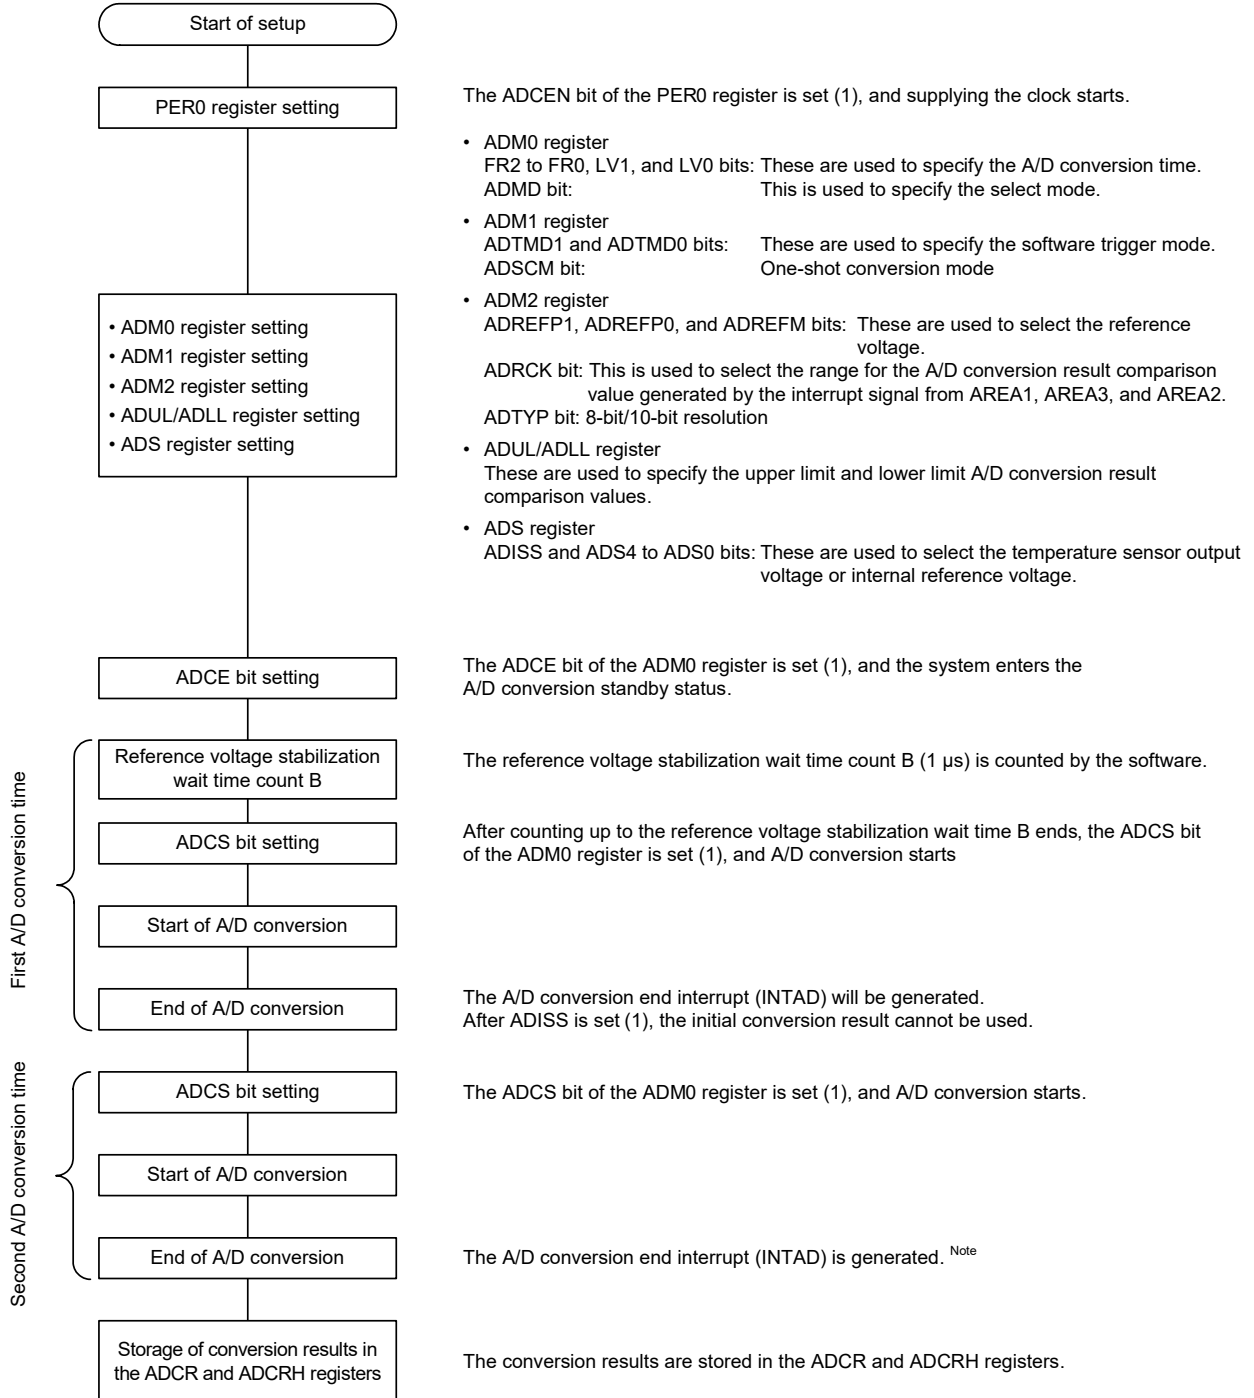 Start of setup
PER0 register setting
The ADCEN bit of the PER0 register is set (1), and supplying the clock starts.
• ADM0 register
FR2 to FR0, LV1, and LV0 bits: These are used to specify the A/D conversion time.
ADMD bit: This is used to specify the select mode.
• ADM1 register
ADTMD1 and ADTMD0 bits: These are used to specify the software trigger mode.
ADSCM bit: One-shot conversion mode
• ADM2 register
ADREFP1, ADREFP0, and ADREFM bits: These are used to select the reference
voltage.
ADRCK bit: This is used to select the range for the A/D conversion result comparison
value generated by the interrupt signal from AREA1, AREA3, and AREA2.
ADTYP bit: 8-bit/10-bit resolution
• ADUL/ADLL register
These are used to specify the upper limit and lower limit A/D conversion result
comparison values.
• ADS register
ADISS and ADS4 to ADS0 bits: These are used to select the temperature sensor output
voltage or internal reference voltage.
• ADM0 register setting
• ADM1 register setting
• ADM2 register setting
• ADUL/ADLL register setting
• ADS register setting
ADCE bit setting
The ADCE bit of the ADM0 register is set (1), and the system enters the
A/D conversion standby status.
First A/D conversion time
Reference voltage stabilization
wait time count B
The reference voltage stabilization wait time count B (1 µs) is counted by the software.
ADCS bit setting
After counting up to the reference voltage stabilization wait time B ends, the ADCS bit
of the ADM0 register is set (1), and A/D conversion starts
Start of A/D conversion
End of A/D conversion
The A/D conversion end interrupt (INTAD) will be generated.
After ADISS is set (1), the initial conversion result cannot be used.
Second A/D conversion time
ADCS bit setting
The ADCS bit of the ADM0 register is set (1), and A/D conversion starts.
Start of A/D conversion
End of A/D conversion
The A/D conversion end interrupt (INTAD) is generated. Note
Storage of conversion results in
the ADCR and ADCRH registers
The conversion results are stored in the ADCR and ADCRH registers.